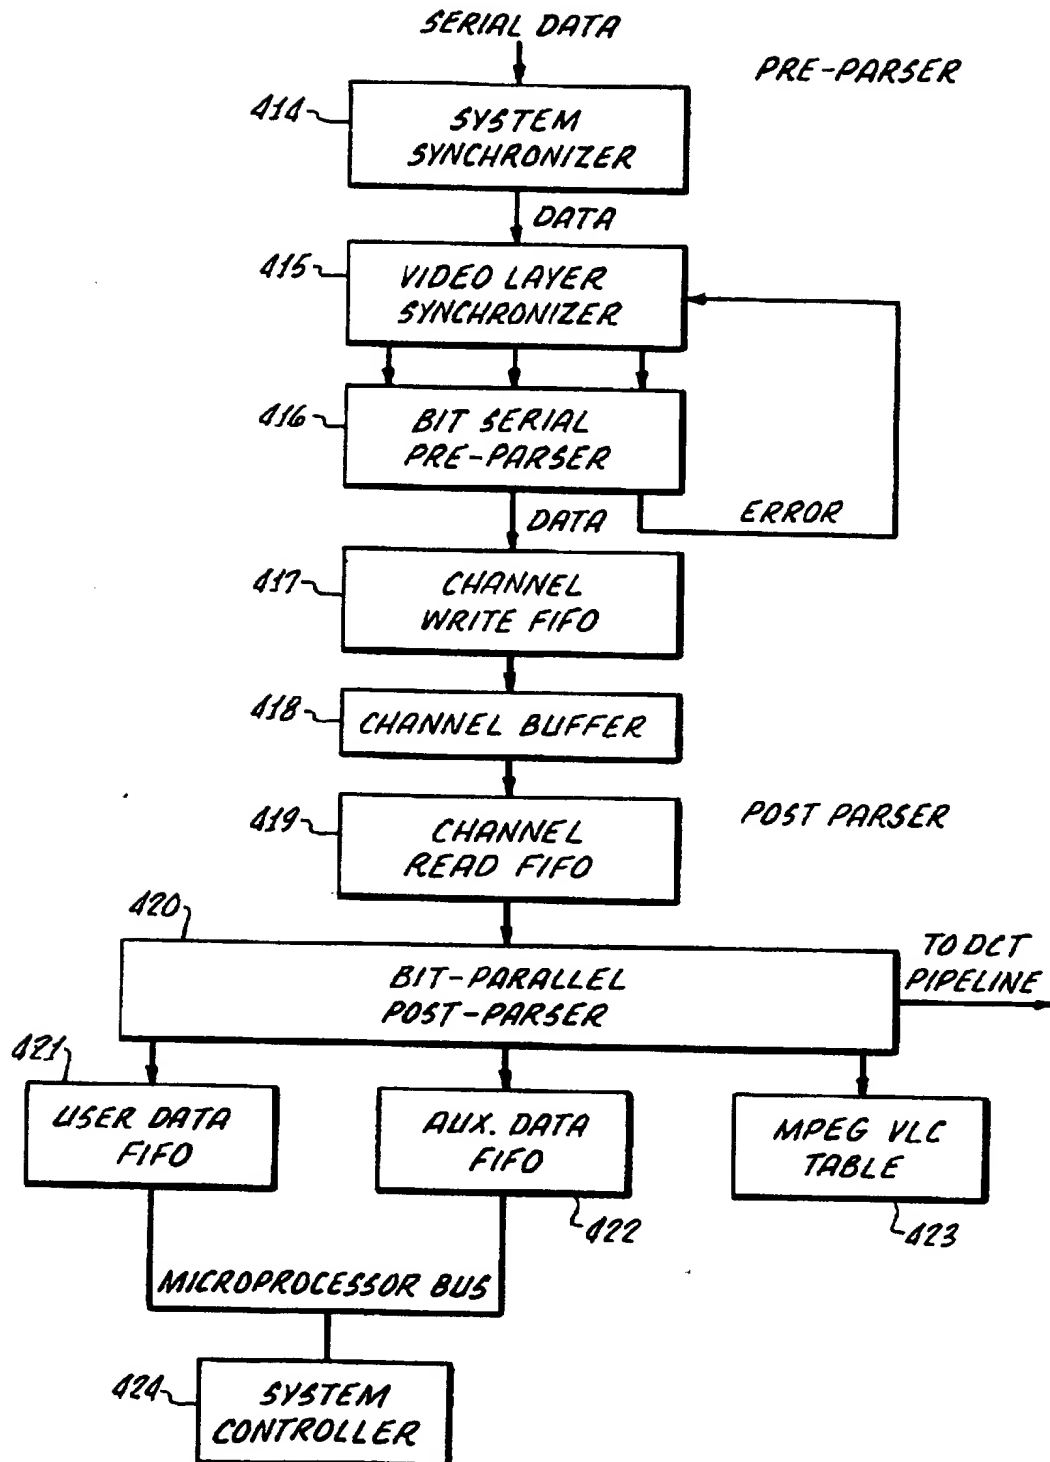 SERIAL DATA
PRE-PARSER
414
SYSTEM
SYNCHRONIZER
DATA
415
VIDEO LAYER
SYNCHRONIZER
416
BIT SERIAL
PRE-PARSER
DATA
ERROR
417
CHANNEL
WRITE FIFO
418
CHANNEL BUFFER
419
CHANNEL
READ FIFO
POST PARSER
420
BIT-PARALLEL
POST-PARSER
TO DCT
PIPELINE
421
USER DATA
FIFO
AUX. DATA
FIFO
422
MPEG VLC
TABLE
423
MICROPROCESSOR BUS
424
SYSTEM
CONTROLLER